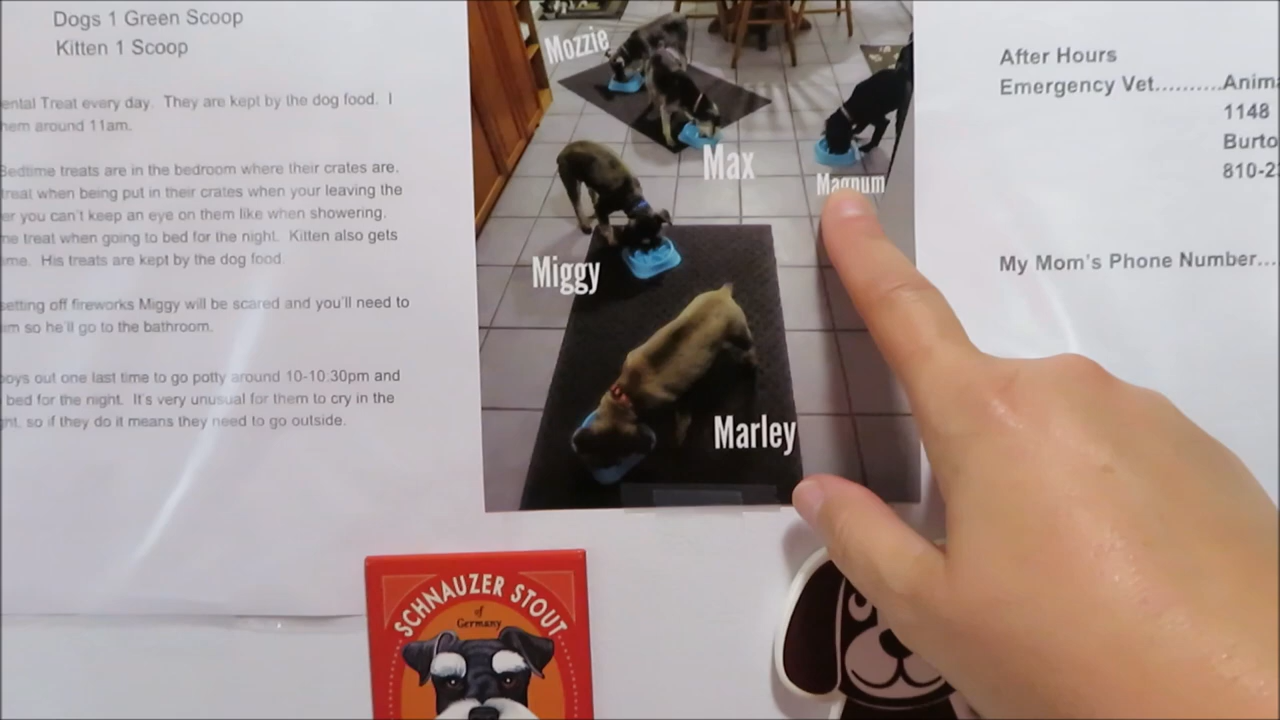 Dogs 1 Green Scoop
Kitten 1 Scoop
ental Treat every day. They are kept by the dog food. I
hem around 11am.
Bedtime treats are in the bedroom where their crates are.
treat when being put in their crates when your leaving the
er you can't keep an eye on them like when showering.
me treat when going to bed for the night. Kitten also gets
ime. His treats are kept by the dog food.
setting off fireworks Miggy will be scared and you'll need to
im so he'll go to the bathroom.
boys out one last time to go potty around 10-10:30pm and
bed for the night. It's very unusual for them to cry in the
ght, so if they do it means they need to go outside.
Mozzie
Max
Magnum
Miggy
Marley
After Hours
Emergency Vet..........Anim
1148
Burto
810-2
My Mom's Phone Number...
SCHNAUZER STOUT
of
Germany